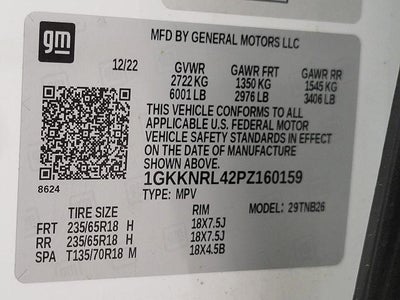 gm
MFD BY GENERAL MOTORS LLC
12/22 GVWR GAWR FRT GAWR RR
2722 KG 1350 KG 1545 KG
6001 LB 2976 LB 3406 LB
THIS VEHICLE CONFORMS TO ALL
APPLICABLE U.S. FEDERAL MOTOR
VEHICLE SAFETY STANDARDS IN EFFECT
ON THE DATE OF MANUFACTURE
SHOWN ABOVE.
8624
1GKKNRL42PZ160159
TYPE: MPV
TIRE SIZE RIM MODEL: 29TNB26
FRT 235/65R18 H 18X7.5J
RR 235/65R18 H 18X7.5J
SPA T135/70R18 M 18X4.5B